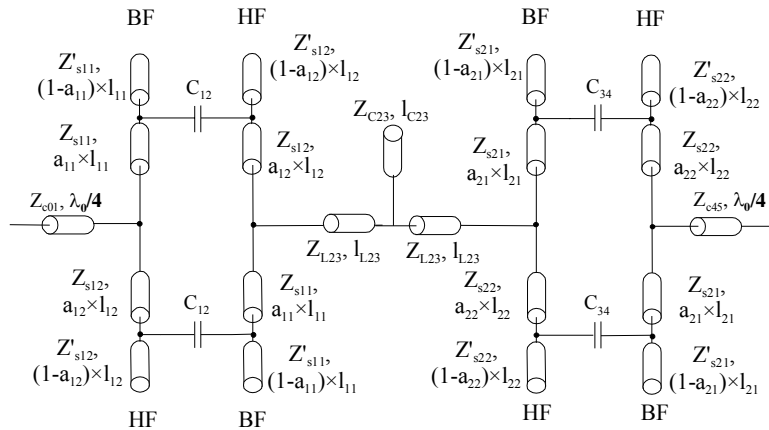 BF
HF
BF
HF
Z's11,
(1-a11)×l11
C12
Z's12,
(1-a12)×l12
Z's21,
(1-a21)×l21
C34
Z's22,
(1-a22)×l22
Zs11,
a11×l11
Zs12,
a12×l12
ZC23, lC23
Zs21,
a21×l21
Zs22,
a22×l22
Zc01, λ0/4
ZL23, lL23
ZL23, lL23
Zc45, λ0/4
Zs12,
a12×l12
C12
Zs11,
a11×l11
Zs22,
a22×l22
C34
Zs21,
a21×l21
Z's12,
(1-a12)×l12
Z's11,
(1-a11)×l11
Z's22,
(1-a22)×l22
Z's21,
(1-a21)×l21
HF
BF
HF
BF